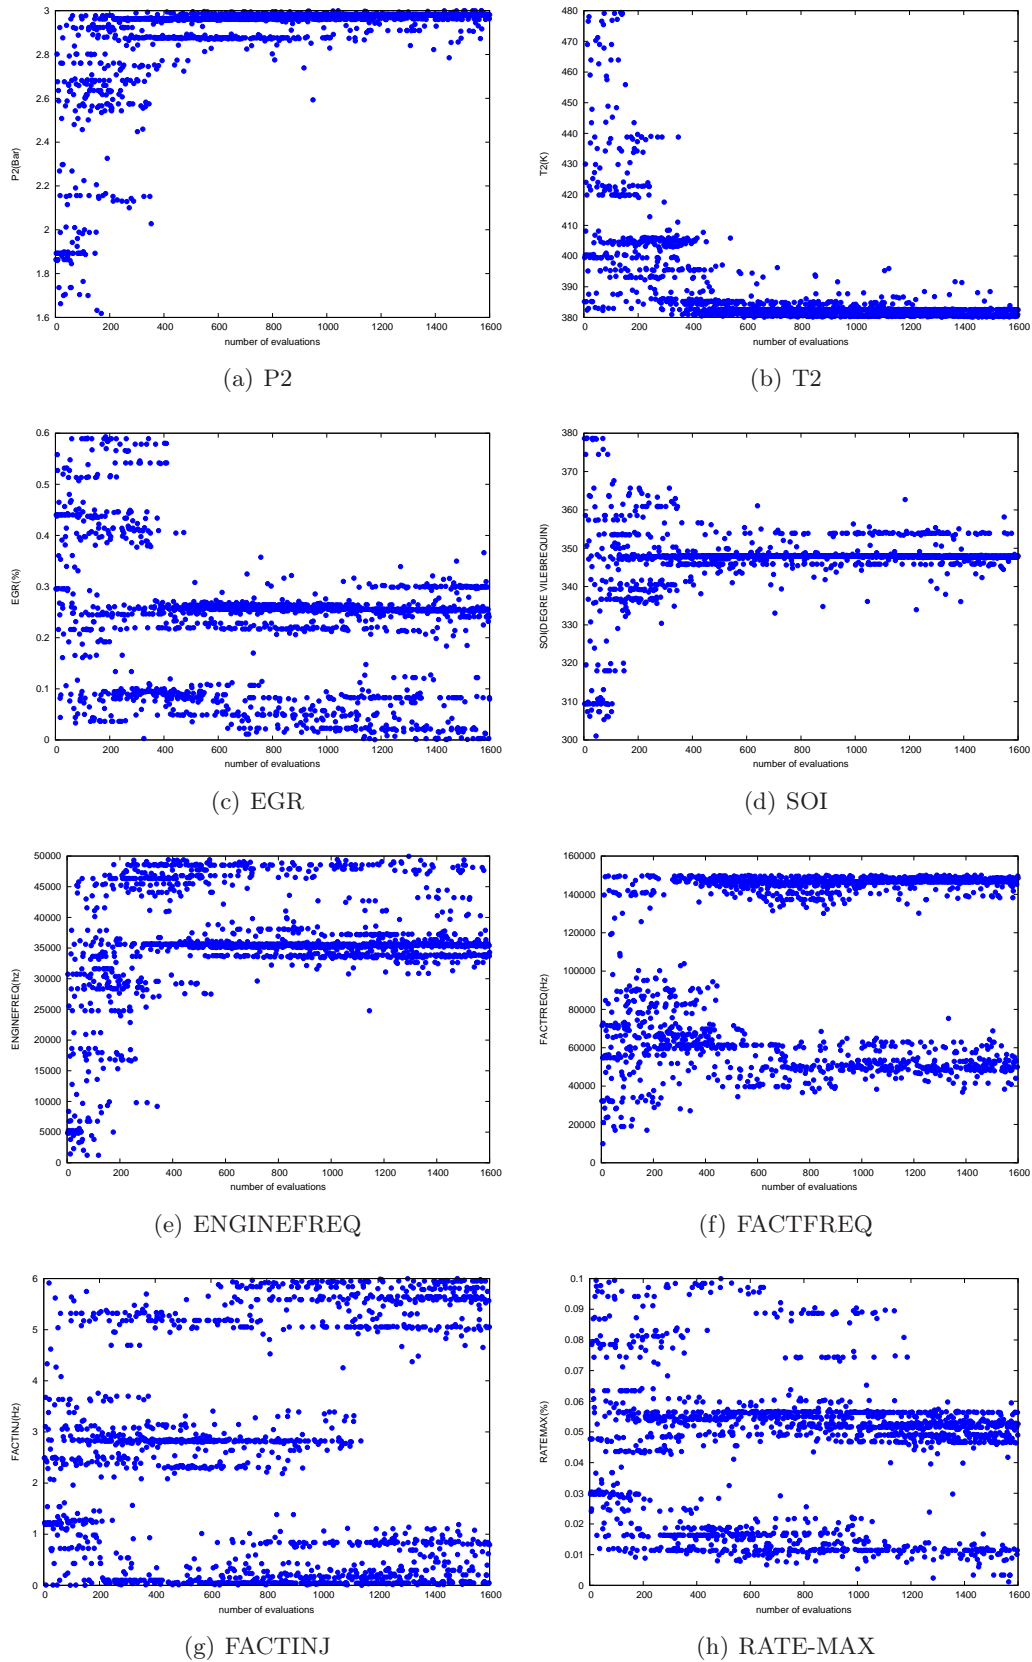 3
2.8
2.6
2.4
2.2
2
1.8
1.6
P2(Bar)
0 200 400 600 800 1000 1200 1400 1600
number of evaluations
(a) P2
480
470
460
450
440
430
420
410
400
390
380
T2(K)
0 200 400 600 800 1000 1200 1400 1600
number of evaluations
(b) T2
0.6
0.5
0.4
0.3
0.2
0.1
0
EGR(%)
0 200 400 600 800 1000 1200 1400 1600
number of evaluations
(c) EGR
380
370
360
350
340
330
320
310
300
SOI(DEGRE VILEBREQUIN)
0 200 400 600 800 1000 1200 1400 1600
number of evaluations
(d) SOI
50000
45000
40000
35000
30000
25000
20000
15000
10000
5000
0
ENGINEFREQ(hz)
0 200 400 600 800 1000 1200 1400 1600
number of evaluations
(e) ENGINEFREQ
160000
140000
120000
100000
80000
60000
40000
20000
0
FACTFREQ(Hz)
0 200 400 600 800 1000 1200 1400 1600
number of evaluations
(f) FACTFREQ
6
5
4
3
2
1
0
FACTINJ(Hz)
0 200 400 600 800 1000 1200 1400 1600
number of evaluations
(g) FACTINJ
0.1
0.09
0.08
0.07
0.06
0.05
0.04
0.03
0.02
0.01
0
RATEMAX(%)
0 200 400 600 800 1000 1200 1400 1600
number of evaluations
(h) RATE-MAX